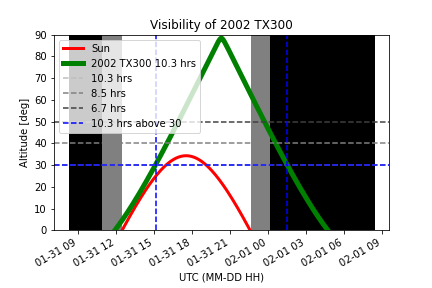 Visibility of 2002 TX300
Altitude [deg]
90
80
70
60
50
40
30
20
10
0
Sun
2002 TX300 10.3 hrs
10.3 hrs
8.5 hrs
6.7 hrs
10.3 hrs above 30
01-31 09
01-31 12
01-31 15
01-31 18
01-31 21
02-01 00
02-01 03
02-01 06
02-01 09
UTC (MM-DD HH)